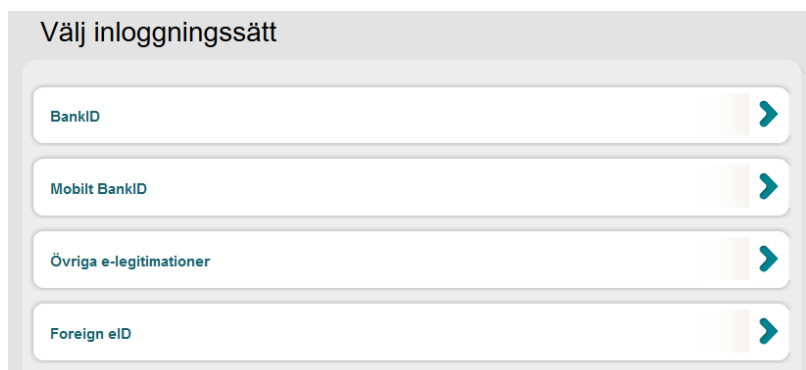 Välj inloggningssätt
BankID
Mobilt BankID
Övriga e-legitimationer
Foreign eID